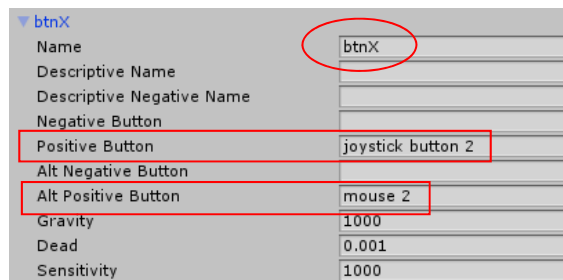 btnX
Name btnX
Descriptive Name
Descriptive Negative Name
Negative Button
Positive Button joystick button 2
Alt Negative Button
Alt Positive Button mouse 2
Gravity 1000
Dead 0.001
Sensitivity 1000